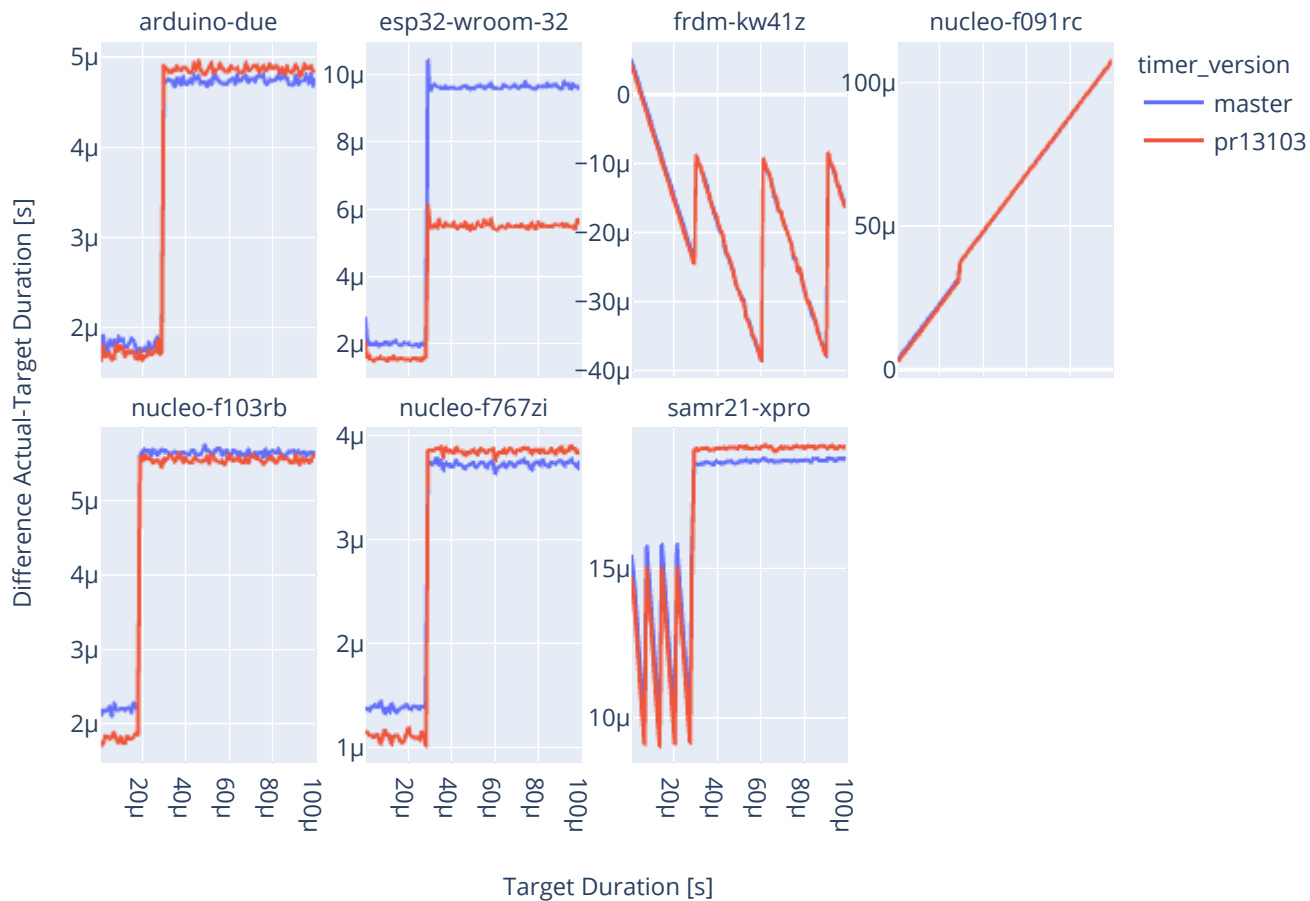 arduino-due
esp32-wroom-32
frdm-kw41z
nucleo-f091rc
timer_version
master
pr13103
Difference Actual-Target Duration [s]
5μ
4μ
3μ
2μ
10μ
8μ
6μ
4μ
2μ
0
−10μ
−20μ
−30μ
−40μ
100μ
50μ
0
nucleo-f103rb
nucleo-f767zi
samr21-xpro
5μ
4μ
3μ
2μ
4μ
3μ
2μ
1μ
15μ
10μ
20μ
40μ
60μ
80μ
100μ
20μ
40μ
60μ
80μ
100μ
20μ
40μ
60μ
80μ
100μ
Target Duration [s]